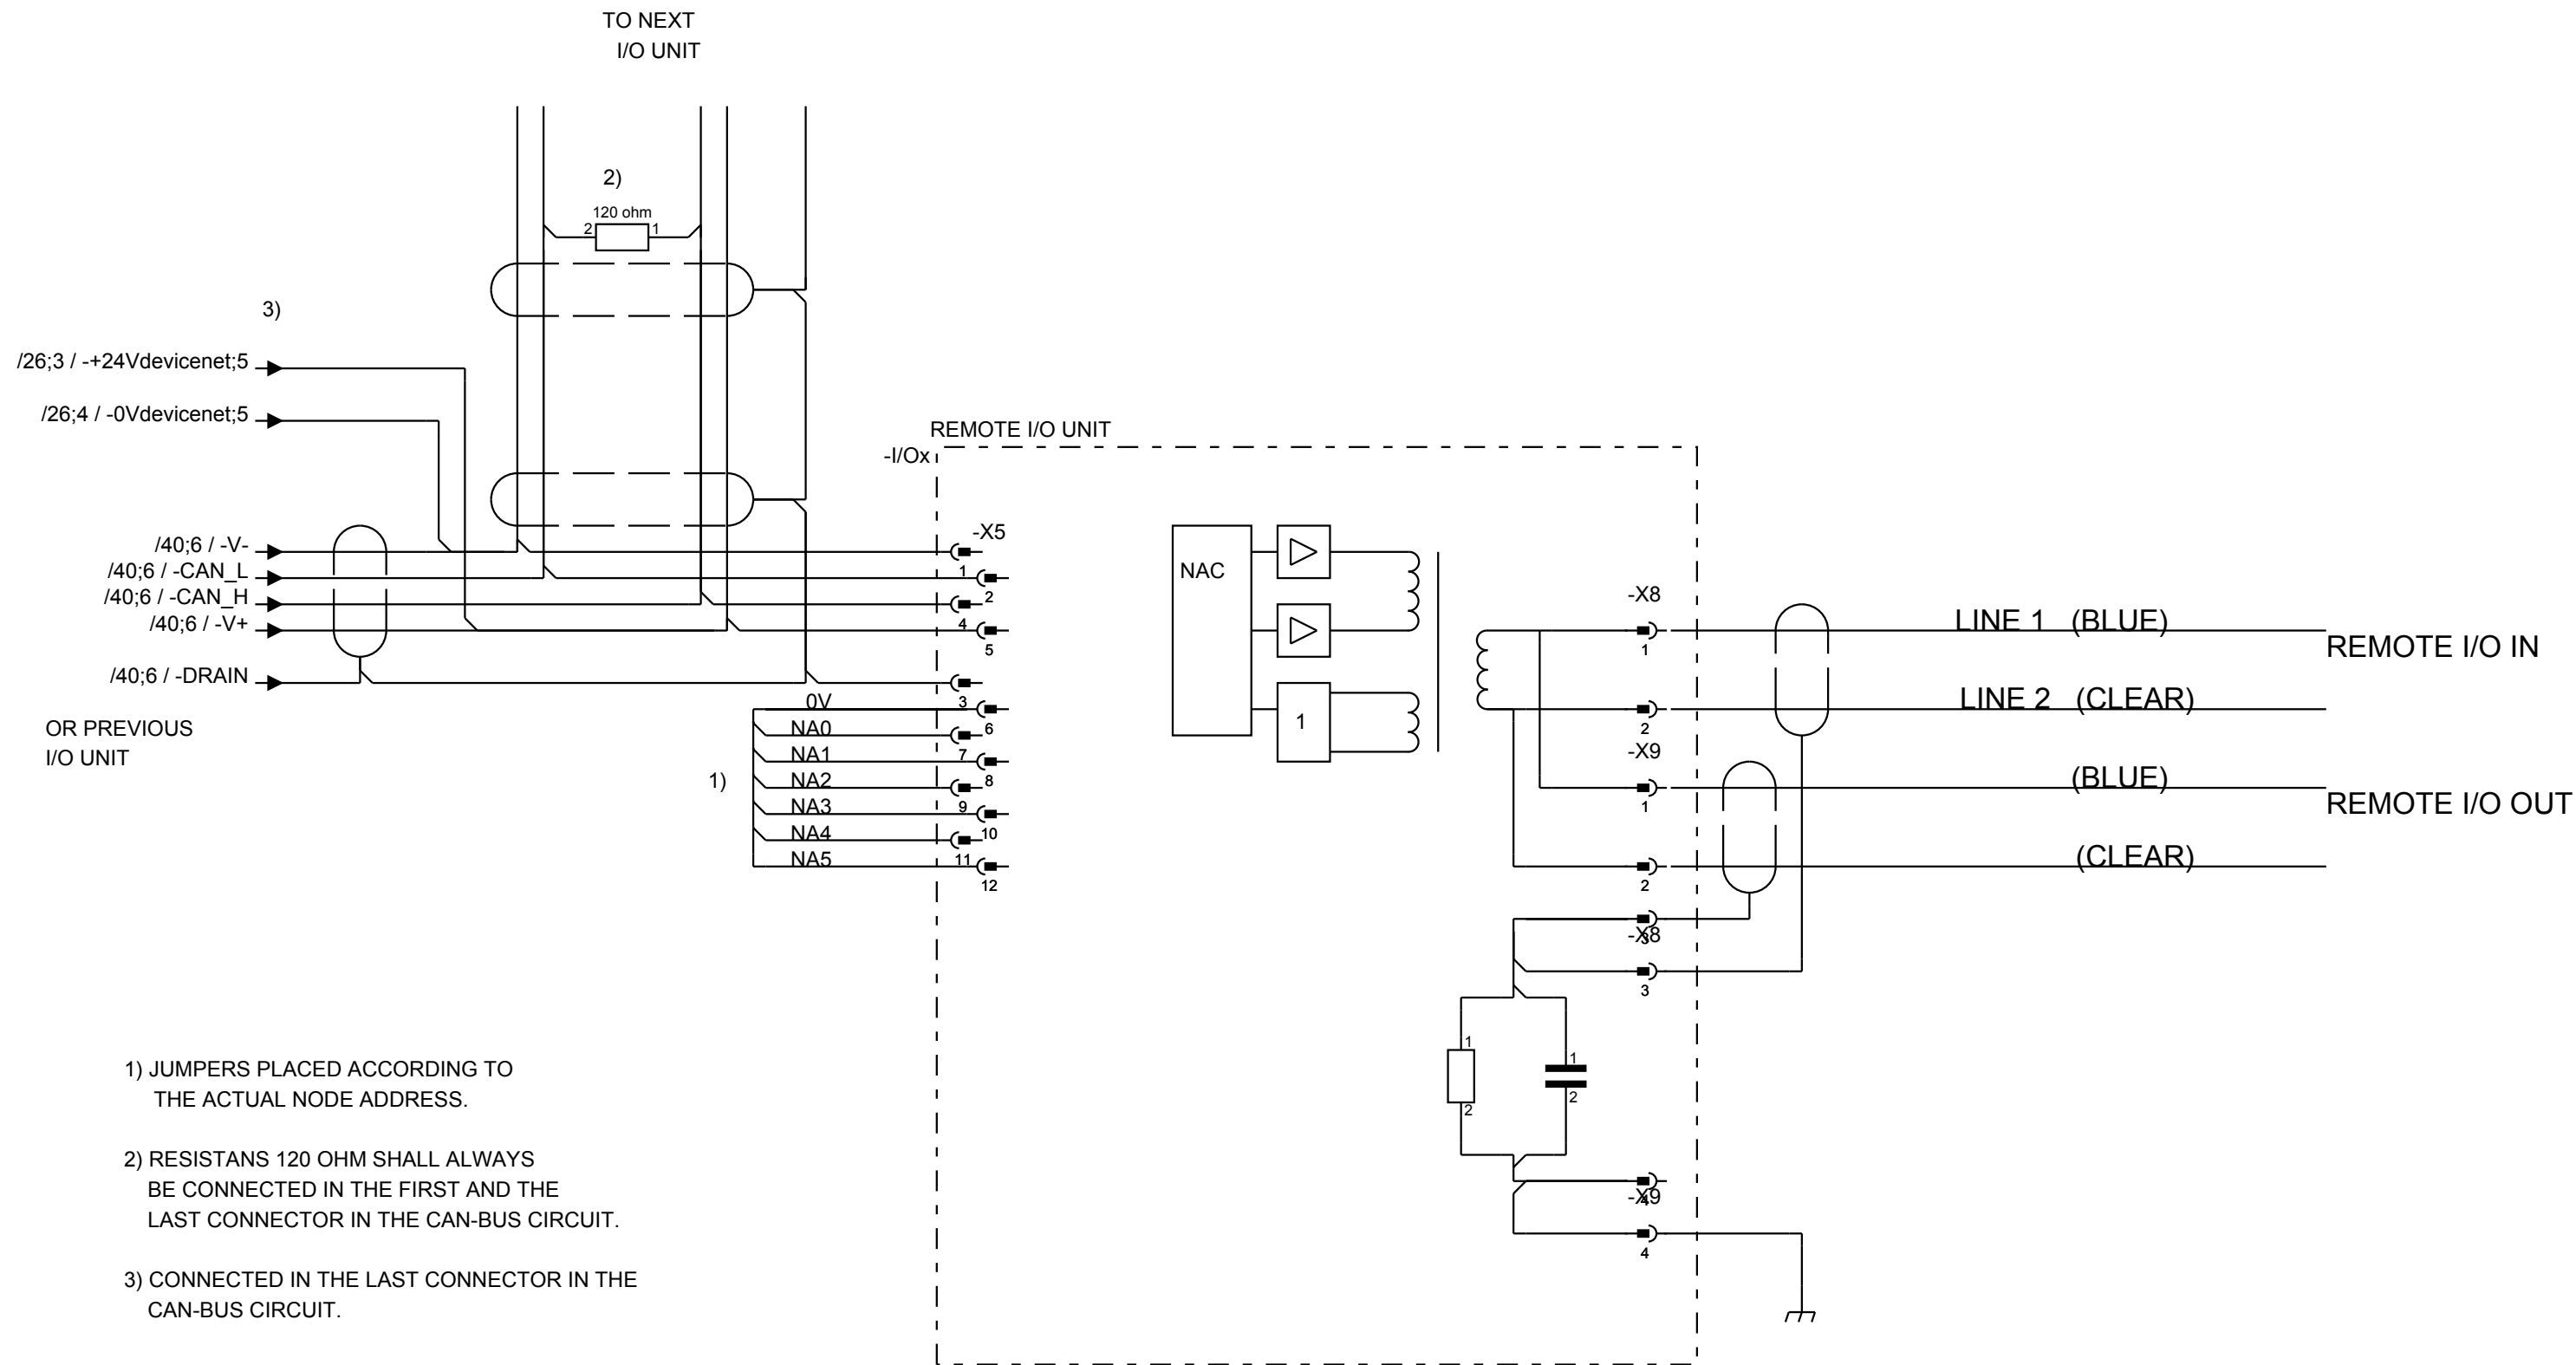 TO NEXT
I/O UNIT
2)
120 ohm
2 1
3)
/26;3 / -+24Vdevicenet;5
/26;4 / -0Vdevicenet;5
REMOTE I/O UNIT
-I/Ox
-X5
/40;6 / -V-
/40;6 / -CAN_L
/40;6 / -CAN_H
/40;6 / -V+
/40;6 / -DRAIN
OR PREVIOUS
I/O UNIT
1
2
4
5
3
6
7
8
9
10
11
12
0V
NA0
NA1
NA2
NA3
NA4
NA5
1)
NAC
1
-X8
1
2
-X9
1
2
3
-X8
3
LINE 1 (BLUE)
REMOTE I/O IN
LINE 2 (CLEAR)
(BLUE)
REMOTE I/O OUT
(CLEAR)
1
2
1
2
4
-X9
4
1) JUMPERS PLACED ACCORDING TO
THE ACTUAL NODE ADDRESS.
2) RESISTANS 120 OHM SHALL ALWAYS
BE CONNECTED IN THE FIRST AND THE
LAST CONNECTOR IN THE CAN-BUS CIRCUIT.
3) CONNECTED IN THE LAST CONNECTOR IN THE
CAN-BUS CIRCUIT.